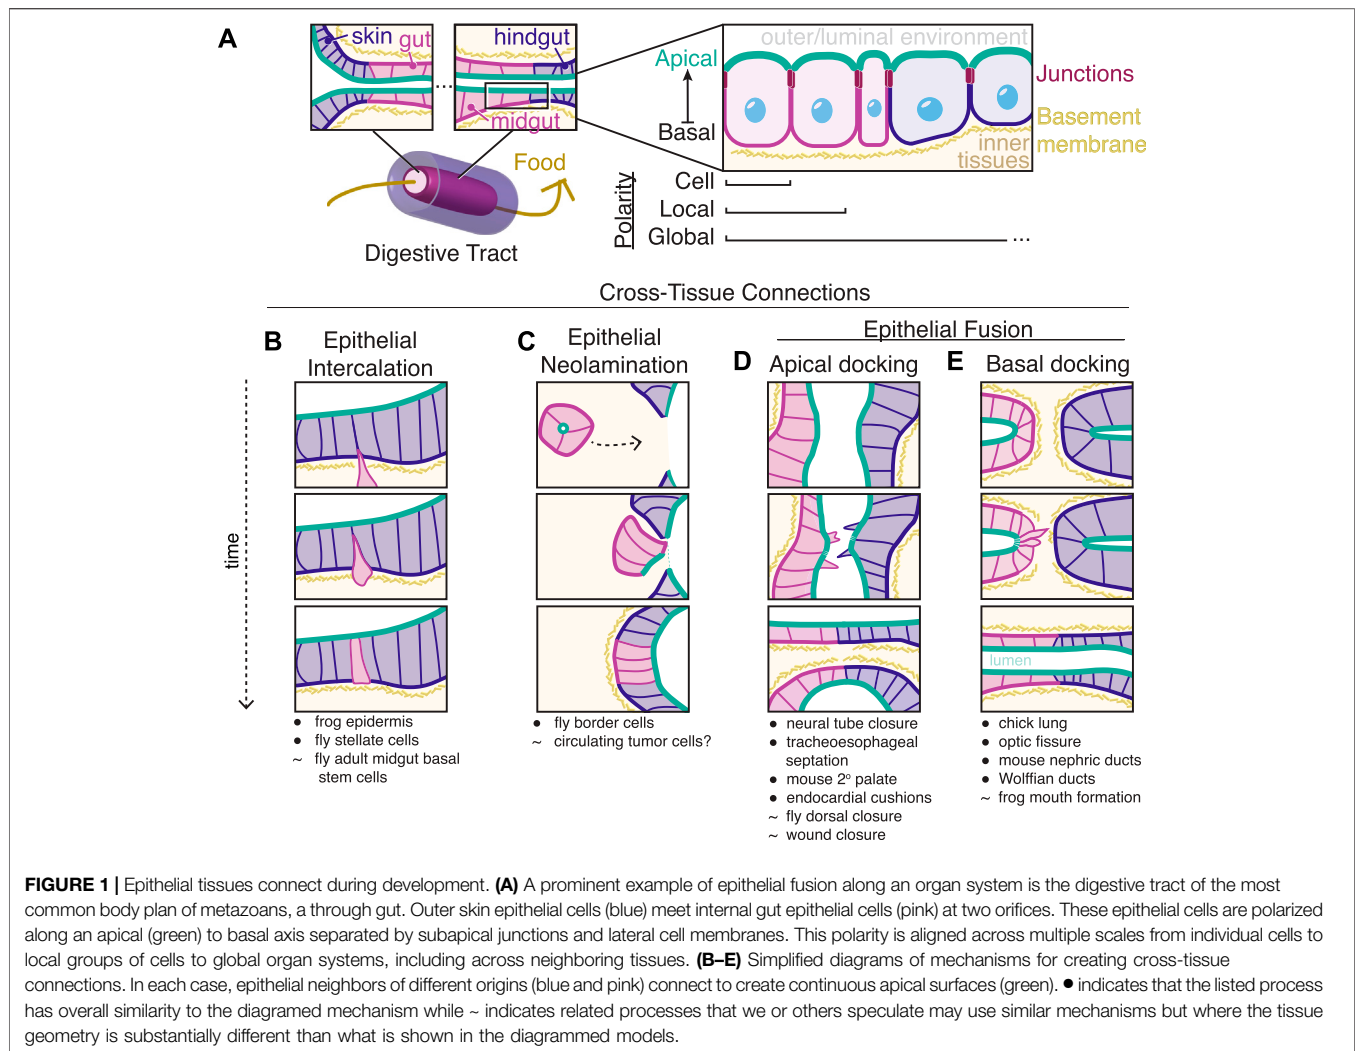 A
skin
gut
hindgut
midgut
...
Food
Digestive Tract
outer/luminal environment
Apical
Basal
Junctions
Basement
membrane
inner
tissues
Polarity
Cell
Local
Global
...
Cross-Tissue Connections
B
Epithelial
Intercalation
C
Epithelial
Neolamination
Epithelial Fusion
D
Apical docking
E
Basal docking
time
lumen
● frog epidermis
● fly stellate cells
~ fly adult midgut basal
stem cells
● fly border cells
~ circulating tumor cells?
● neural tube closure
● tracheoesophageal
septation
● mouse 2º palate
● endocardial cushions
~ fly dorsal closure
~ wound closure
● chick lung
● optic fissure
● mouse nephric ducts
● Wolffian ducts
~ frog mouth formation
FIGURE 1 | Epithelial tissues connect during development. (A) A prominent example of epithelial fusion along an organ system is the digestive tract of the most
common body plan of metazoans, a through gut. Outer skin epithelial cells (blue) meet internal gut epithelial cells (pink) at two orifices. These epithelial cells are polarized
along an apical (green) to basal axis separated by subapical junctions and lateral cell membranes. This polarity is aligned across multiple scales from individual cells to
local groups of cells to global organ systems, including across neighboring tissues. (B–E) Simplified diagrams of mechanisms for creating cross-tissue
connections. In each case, epithelial neighbors of different origins (blue and pink) connect to create continuous apical surfaces (green). ● indicates that the listed process
has overall similarity to the diagramed mechanism while ~ indicates related processes that we or others speculate may use similar mechanisms but where the tissue
geometry is substantially different than what is shown in the diagrammed models.